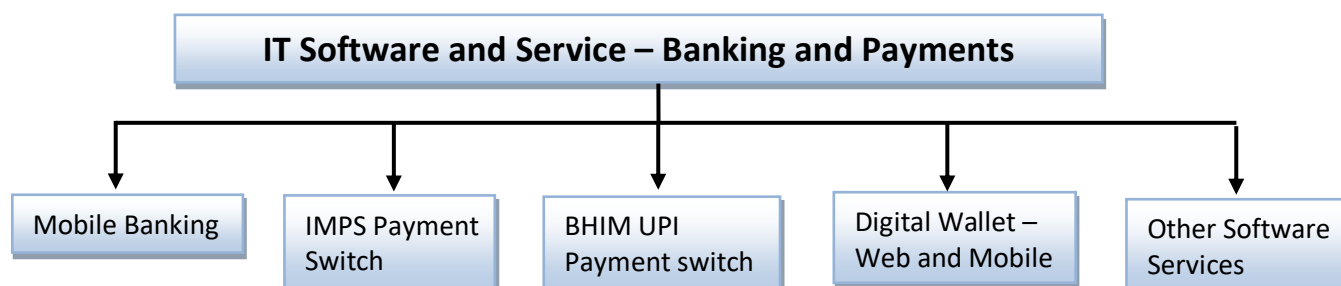 IT Software and Service – Banking and Payments
Mobile Banking
IMPS Payment
Switch
BHIM UPI
Payment switch
Digital Wallet –
Web and Mobile
Other Software
Services